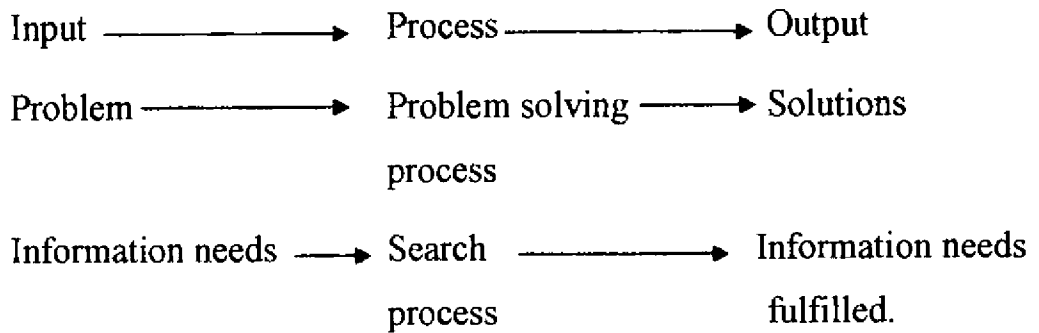 Input Process Output
Problem Problem solving Solutions
process
Information needs Search Information needs
process fulfilled.